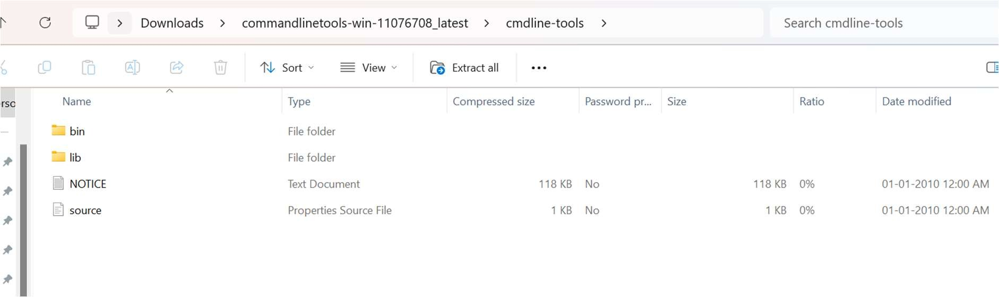 Downloads > commandlinetools-win-11076708_latest > cmdline-tools > Search cmdline-tools
Sort View Extract all ...
Name Type Compressed size Password pr... Size Ratio Date modified
bin File folder
lib File folder
NOTICE Text Document 118 KB No 118 KB 0% 01-01-2010 12:00 AM
source Properties Source File 1 KB No 1 KB 0% 01-01-2010 12:00 AM